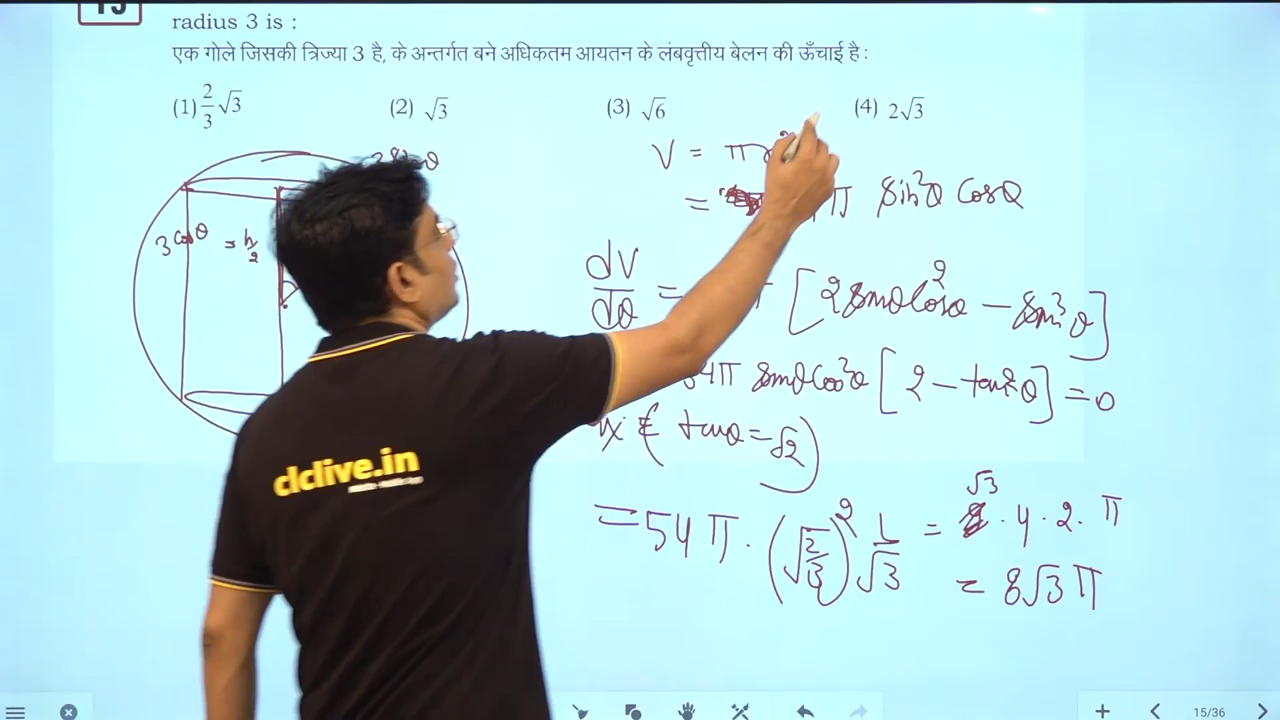 radius 3 is :
एक गोले जिसकी त्रिज्या 3 है, के अन्तर्गत बने अधिकतम आयतन के लंबवृत्तीय बेलन की ऊँचाई है :
(1) 2/3 √3 (2) √3 (3) √6 (4) 2√3
V = π
= π sin²θ cosθ
3 cosθ = h/2
dV/dθ = [2 sinθ cos²θ − sin³θ]
54π sinθ cos²θ [2 − tan²θ] = 0
tanθ = √2)
= 54π · (√2/3)² 1/√3 = √3 · 4 · 2 · π
= 8√3 π
clclive.in
15/36